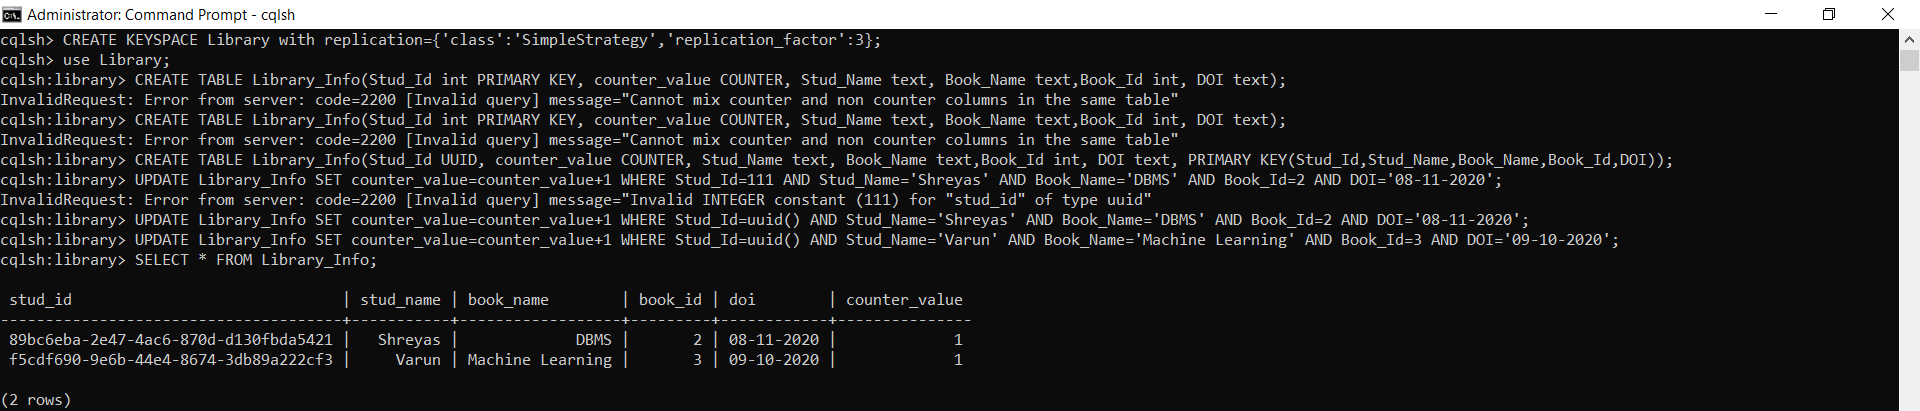 Administrator: Command Prompt - cqlsh
cqlsh> CREATE KEYSPACE Library with replication={'class':'SimpleStrategy','replication_factor':3};
cqlsh> use Library;
cqlsh:library> CREATE TABLE Library_Info(Stud_Id int PRIMARY KEY, counter_value COUNTER, Stud_Name text, Book_Name text,Book_Id int, DOI text);
InvalidRequest: Error from server: code=2200 [Invalid query] message="Cannot mix counter and non counter columns in the same table"
cqlsh:library> CREATE TABLE Library_Info(Stud_Id int PRIMARY KEY, counter_value COUNTER, Stud_Name text, Book_Name text,Book_Id int, DOI text);
InvalidRequest: Error from server: code=2200 [Invalid query] message="Cannot mix counter and non counter columns in the same table"
cqlsh:library> CREATE TABLE Library_Info(Stud_Id UUID, counter_value COUNTER, Stud_Name text, Book_Name text,Book_Id int, DOI text, PRIMARY KEY(Stud_Id,Stud_Name,Book_Name,Book_Id,DOI));
cqlsh:library> UPDATE Library_Info SET counter_value=counter_value+1 WHERE Stud_Id=111 AND Stud_Name='Shreyas' AND Book_Name='DBMS' AND Book_Id=2 AND DOI='08-11-2020';
InvalidRequest: Error from server: code=2200 [Invalid query] message="Invalid INTEGER constant (111) for "stud_id" of type uuid"
cqlsh:library> UPDATE Library_Info SET counter_value=counter_value+1 WHERE Stud_Id=uuid() AND Stud_Name='Shreyas' AND Book_Name='DBMS' AND Book_Id=2 AND DOI='08-11-2020';
cqlsh:library> UPDATE Library_Info SET counter_value=counter_value+1 WHERE Stud_Id=uuid() AND Stud_Name='Varun' AND Book_Name='Machine Learning' AND Book_Id=3 AND DOI='09-10-2020';
cqlsh:library> SELECT * FROM Library_Info;
 stud_id                              | stud_name | book_name        | book_id | doi        | counter_value
--------------------------------------+-----------+------------------+---------+------------+---------------
 89bc6eba-2e47-4ac6-870d-d130fbda5421 |   Shreyas |             DBMS |       2 | 08-11-2020 |             1
 f5cdf690-9e6b-44e4-8674-3db89a222cf3 |     Varun | Machine Learning |       3 | 09-10-2020 |             1
(2 rows)